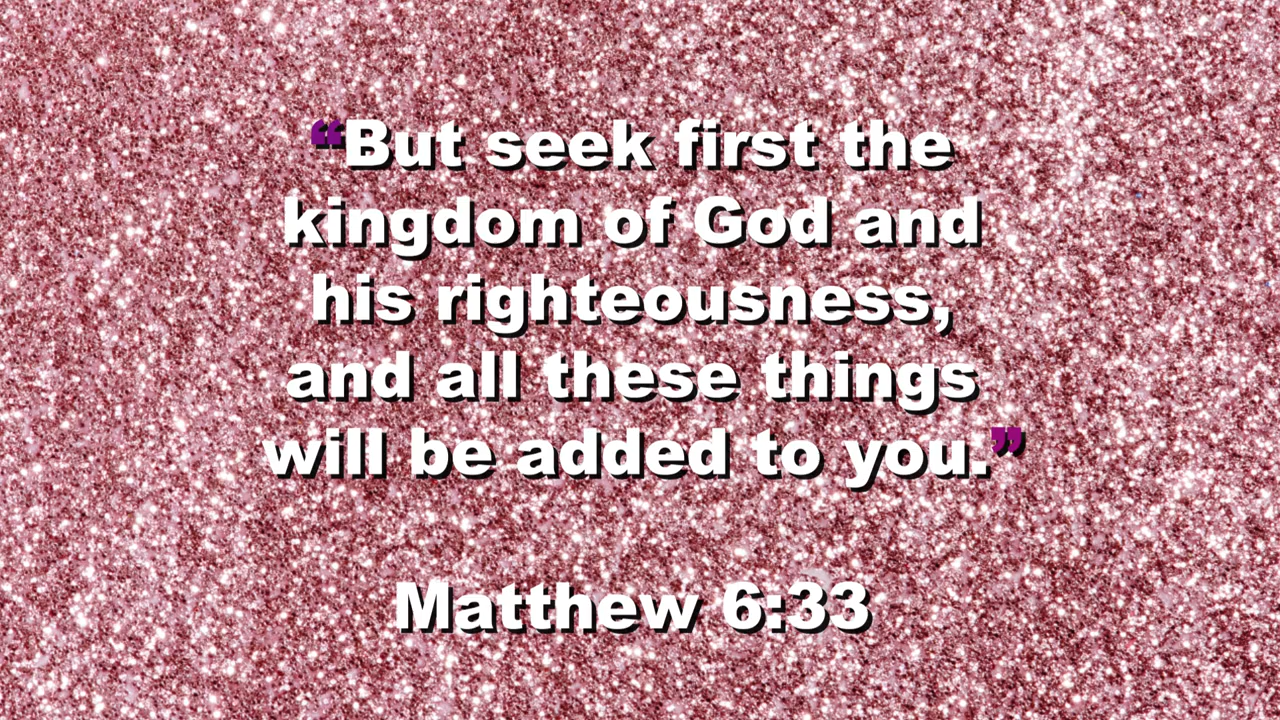 “But seek first the
kingdom of God and
his righteousness,
and all these things
will be added to you.”
Matthew 6:33